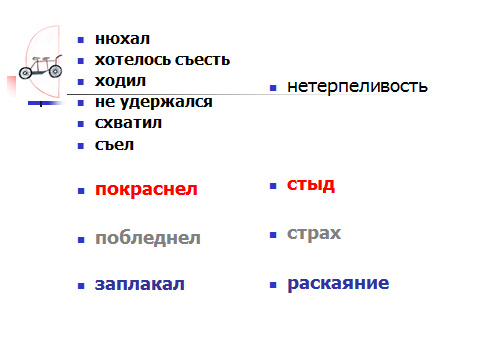 нюхал
хотелось съесть
ходил
не удержался
схватил
съел
покраснел
побледнел
заплакал
нетерпеливость
стыд
страх
раскаяние